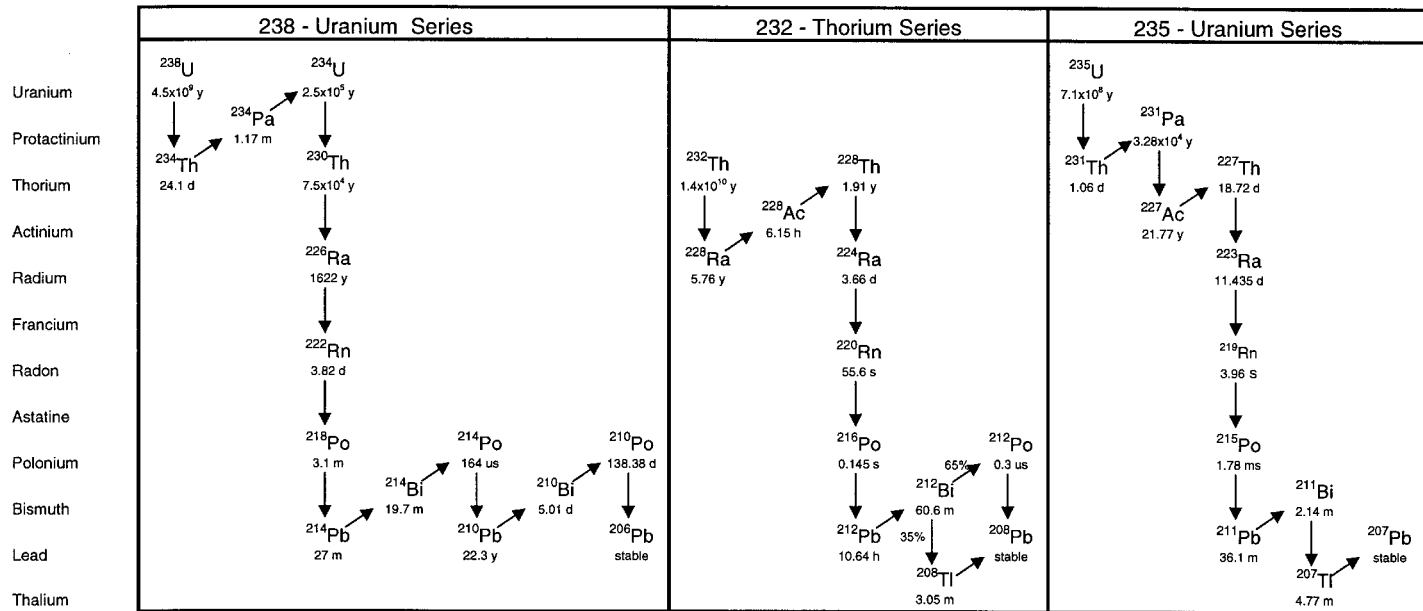 238 - Uranium Series
232 - Thorium Series
235 - Uranium Series
Uranium
Protactinium
Thorium
Actinium
Radium
Francium
Radon
Astatine
Polonium
Bismuth
Lead
Thalium
²³⁸U
4.5x10⁹ y
²³⁴Pa
1.17 m
²³⁴U
2.5x10⁵ y
²³⁴Th
24.1 d
²³⁰Th
7.5x10⁴ y
²²⁶Ra
1622 y
²²²Rn
3.82 d
²¹⁸Po
3.1 m
²¹⁴Bi
19.7 m
²¹⁴Po
164 us
²¹⁰Bi
5.01 d
²¹⁰Po
138.38 d
²¹⁴Pb
27 m
²¹⁰Pb
22.3 y
²⁰⁶Pb
stable
²³²Th
1.4x10¹⁰ y
²²⁸Ac
6.15 h
²²⁸Th
1.91 y
²²⁸Ra
5.76 y
²²⁴Ra
3.66 d
²²⁰Rn
55.6 s
²¹⁶Po
0.145 s
65%
²¹²Po
0.3 us
²¹²Bi
60.6 m
²¹²Pb
10.64 h
35%
²⁰⁸Pb
stable
²⁰⁸Tl
3.05 m
²³⁵U
7.1x10⁸ y
²³¹Pa
3.28x10⁴ y
²³¹Th
1.06 d
²²⁷Ac
21.77 y
²²⁷Th
18.72 d
²²³Ra
11.435 d
²¹⁹Rn
3.96 S
²¹⁵Po
1.78 ms
²¹¹Bi
2.14 m
²¹¹Pb
36.1 m
²⁰⁷Pb
stable
²⁰⁷Tl
4.77 m